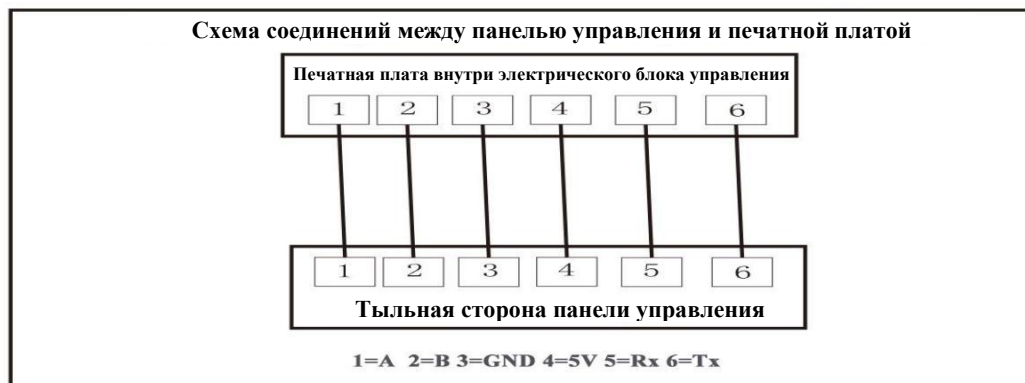 Схема соединений между панелью управления и печатной платой
Печатная плата внутри электрического блока управления
1 2 3 4 5 6
1 2 3 4 5 6
Тыльная сторона панели управления
1=A 2=B 3=GND 4=5V 5=Rx 6=Tx